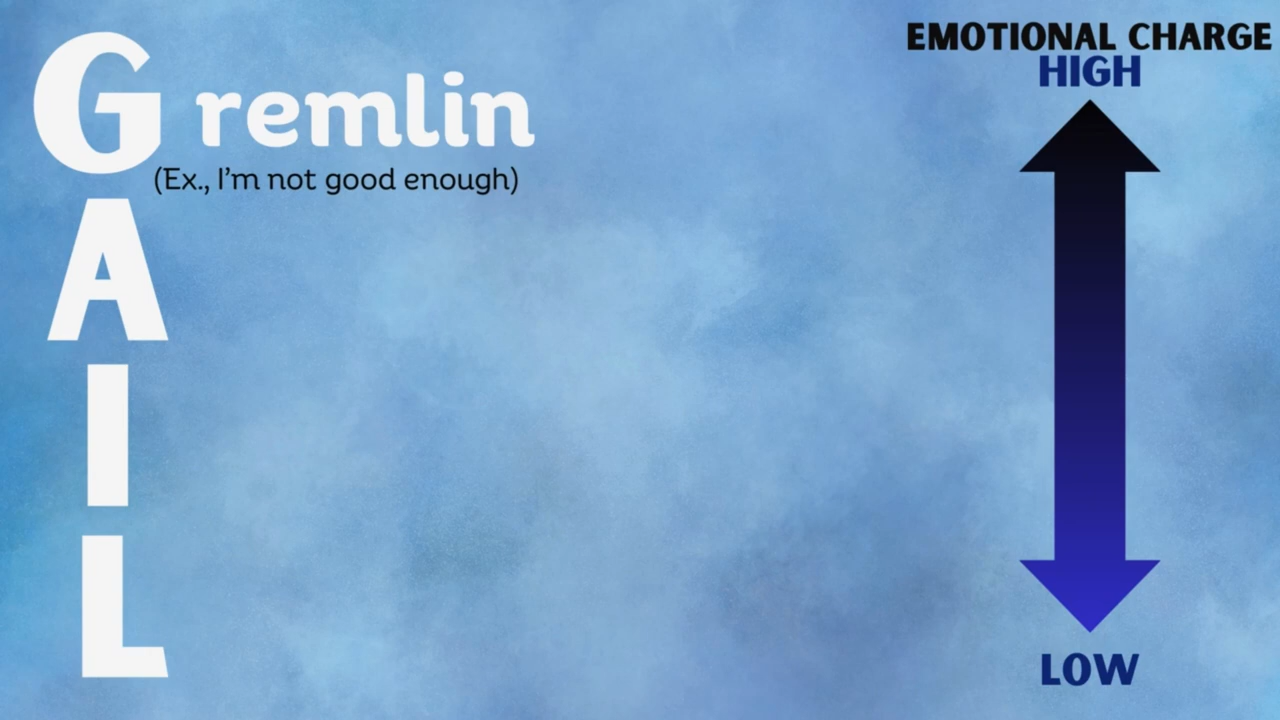 Gremlin
(Ex., I'm not good enough)
A
I
L
EMOTIONAL CHARGE
HIGH
LOW